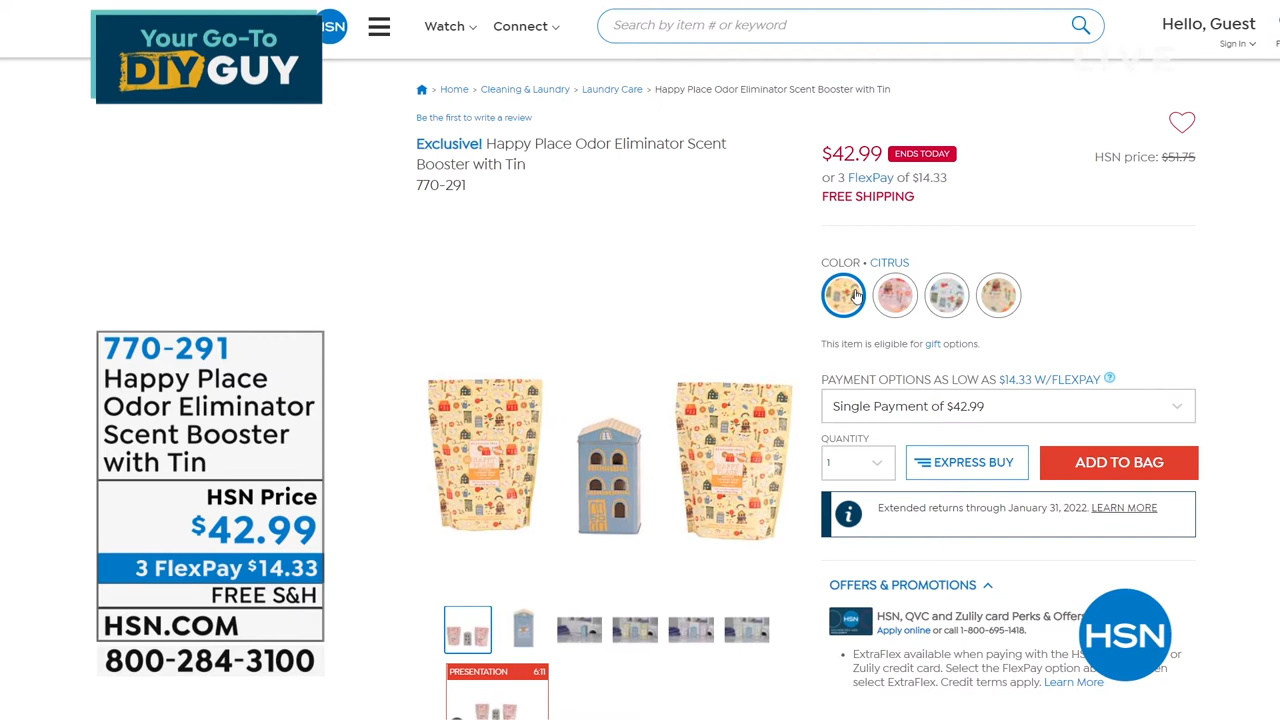 Your Go-To
DIY GUY
HSN
Watch
Connect
Search by item # or keyword
Hello, Guest
Sign In
LIVE
> Home > Cleaning & Laundry > Laundry Care > Happy Place Odor Eliminator Scent Booster with Tin
Be the first to write a review
Exclusive! Happy Place Odor Eliminator Scent
Booster with Tin
770-291
$42.99 ENDS TODAY
HSN price: $51.75
or 3 FlexPay of $14.33
FREE SHIPPING
COLOR • CITRUS
This item is eligible for gift options.
PAYMENT OPTIONS AS LOW AS $14.33 W/FLEXPAY ?
Single Payment of $42.99
QUANTITY
1
EXPRESS BUY
ADD TO BAG
i
Extended returns through January 31, 2022. LEARN MORE
OFFERS & PROMOTIONS
HSN, QVC and Zulily card Perks & Offer
Apply online or call 1-800-695-1418.
• ExtraFlex available when paying with the HS or
Zulily credit card. Select the FlexPay option en
select ExtraFlex. Credit terms apply. Learn More
HSN
PRESENTATION 6:11
770-291
Happy Place
Odor Eliminator
Scent Booster
with Tin
HSN Price
$42.99
3 FlexPay $14.33
FREE S&H
HSN.COM
800-284-3100